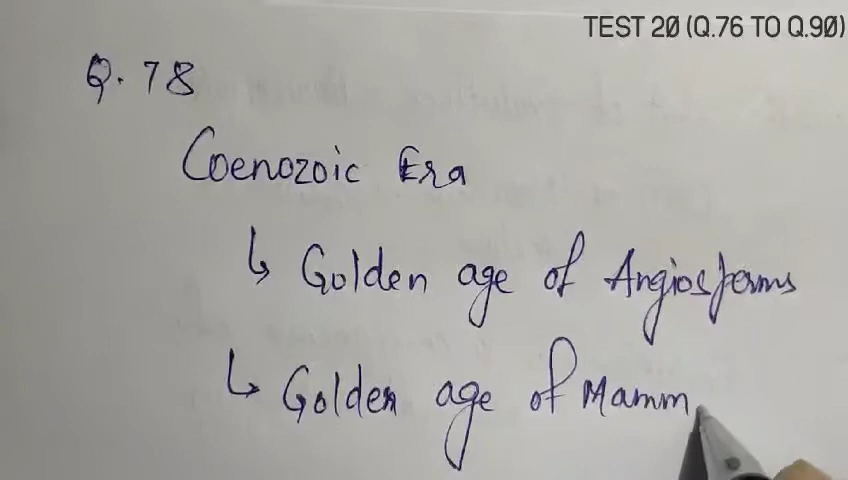 TEST 20 (Q.76 TO Q.90)
Q. 78
Coenozoic Era
↳ Golden age of Angiosperms
↳ Golden age of Mamm